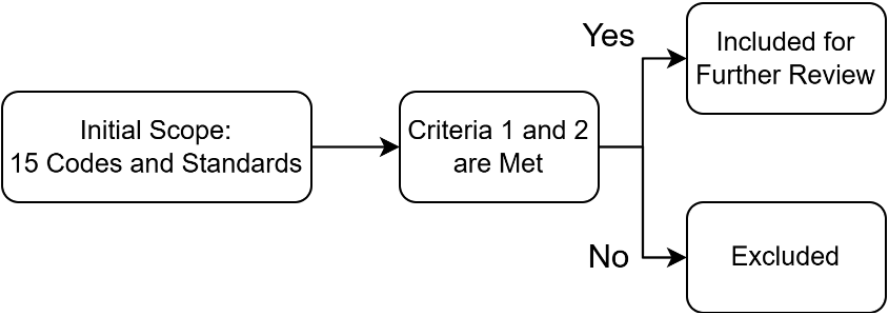 Initial Scope:
15 Codes and Standards
Criteria 1 and 2
are Met
Yes
Included for
Further Review
No
Excluded